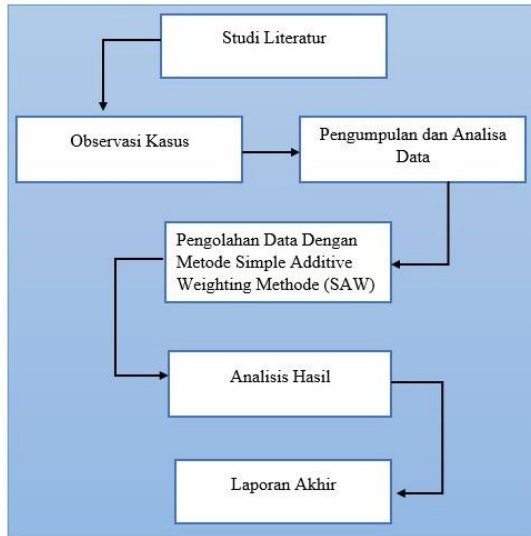 Studi Literatur
Observasi Kasus
Pengumpulan dan Analisa
Data
Pengolahan Data Dengan
Metode Simple Additive
Weighting Methode (SAW)
Analisis Hasil
Laporan Akhir